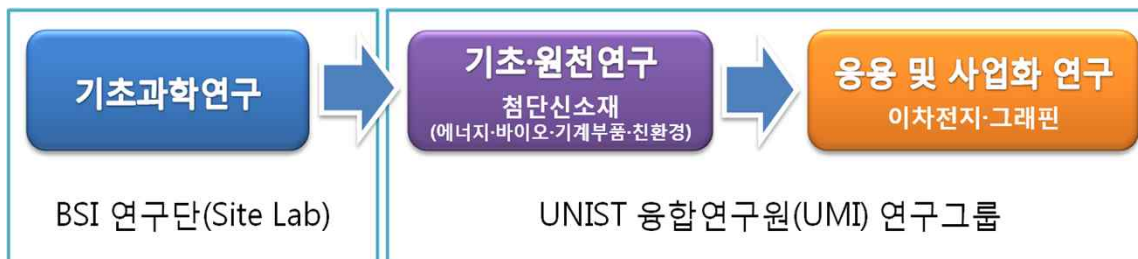 기초과학연구
기초·원천연구
첨단신소재
(에너지·바이오·기계부품·친환경)
응용 및 사업화 연구
이차전지·그래핀
BSI 연구단(Site Lab)
UNIST 융합연구원(UMI) 연구그룹